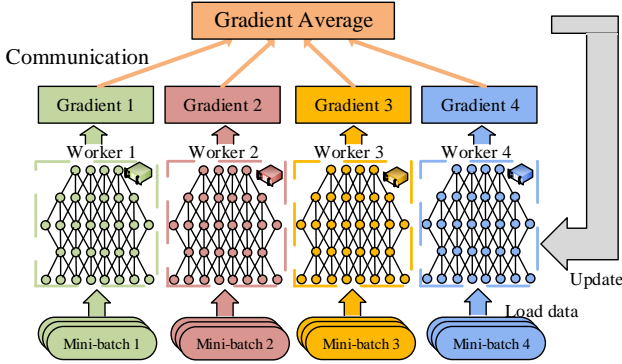 Gradient Average
Communication
Gradient 1
Gradient 2
Gradient 3
Gradient 4
Worker 1
Worker 2
Worker 3
Worker 4
Update
Load data
Mini-batch 1
Mini-batch 2
Mini-batch 3
Mini-batch 4